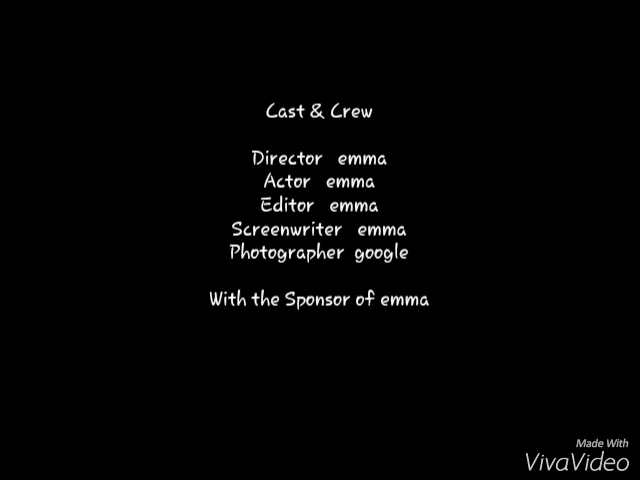 Cast & Crew
Director emma
Actor emma
Editor emma
Screenwriter emma
Photographer google
With the Sponsor of emma
Made With
VivaVideo